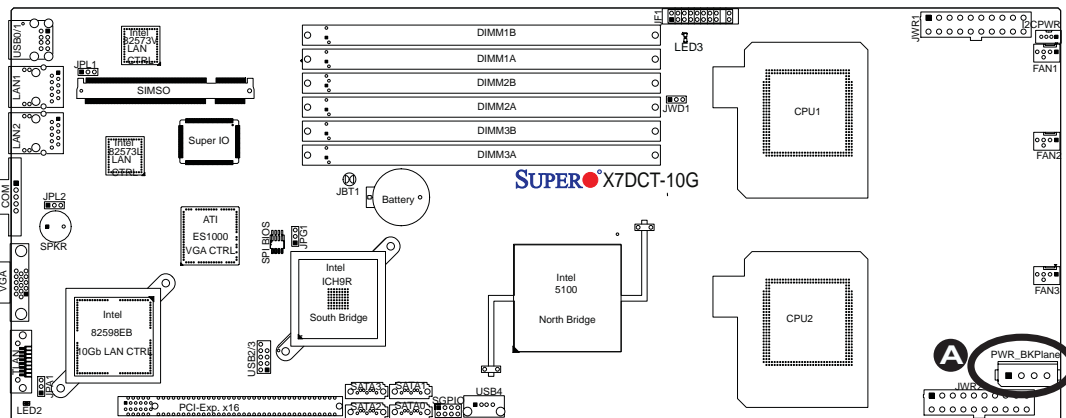 USB0/1
Intel
82573V
LAN
CTRL
DIMM1B
JF1
LED3
JWR1
I2CPWR
FAN1
LAN1
JPL1
SIMSO
DIMM1A
DIMM2B
DIMM2A
JWD1
CPU1
LAN2
Intel
82573L
LAN
CTRL
Super IO
DIMM3B
DIMM3A
FAN2
SUPER X7DCT-10G
COM
JPL2
SPKR
JBT1
Battery
ATI
ES1000
VGA CTRL
SPI BIOS
JPG1
VGA
Intel
ICH9R
South Bridge
Intel
5100
North Bridge
CPU2
FAN3
Intel
82598EB
10Gb LAN CTRL
USB2/3
A
PWR_BKPlane
JPA1
LED2
PCI-Exp. x16
SATA3
SATA1
SATA2
SATA0
SGPIO
USB4